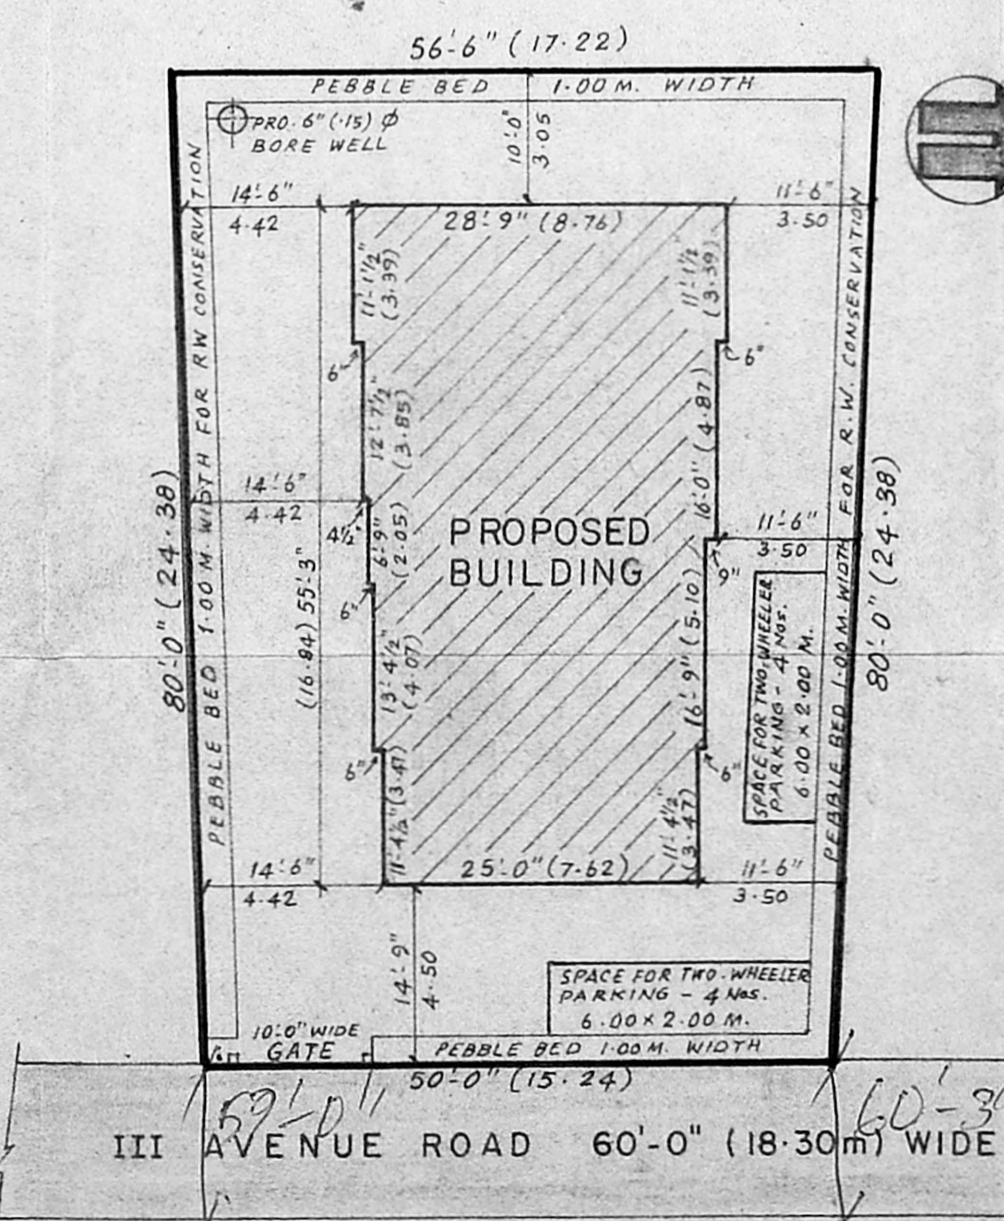 56'-6" (17.22)
PEBBLE BED 1.00 M. WIDTH
PRO. 6" (.15) Ø
BORE WELL
10'-0"
3.05
14'-6"
4.42
11'-6"
3.50
28'-9" (8.76)
11'-1½"
(3.39)
11'-1½"
(3.39)
6"
6"
PEBBLE BED 1.00 M WIDTH FOR RW CONSERVATION
PEBBLE BED 1.00 M. WIDTH FOR R.W. CONSERVATION
12'-7½"
(3.85)
16'-0" (4.87)
80'-0" (24.38)
80'-0" (24.38)
14'-6"
4.42
4½"
6'-9"
(2.05)
PROPOSED
BUILDING
11'-6"
3.50
9"
6"
(16.84) 55'-3"
13'-4½"
(4.07)
16'-9" (5.10)
SPACE FOR TWO.WHEELER
PARKING - 4 Nos.
6.00 x 2.00 M.
6"
6"
11'-4½" (3.47)
11'-4½"
(3.47)
14'-6"
4.42
25'-0" (7.62)
11'-6"
3.50
14'-9"
4.50
SPACE FOR TWO.WHEELER
PARKING - 4 Nos.
6.00 x 2.00 M.
10'-0" WIDE
GATE
PEBBLE BED 1.00 M. WIDTH
50'-0" (15.24)
59'-0"
60'-3
III AVENUE ROAD 60'-0" (18.30m) WIDE